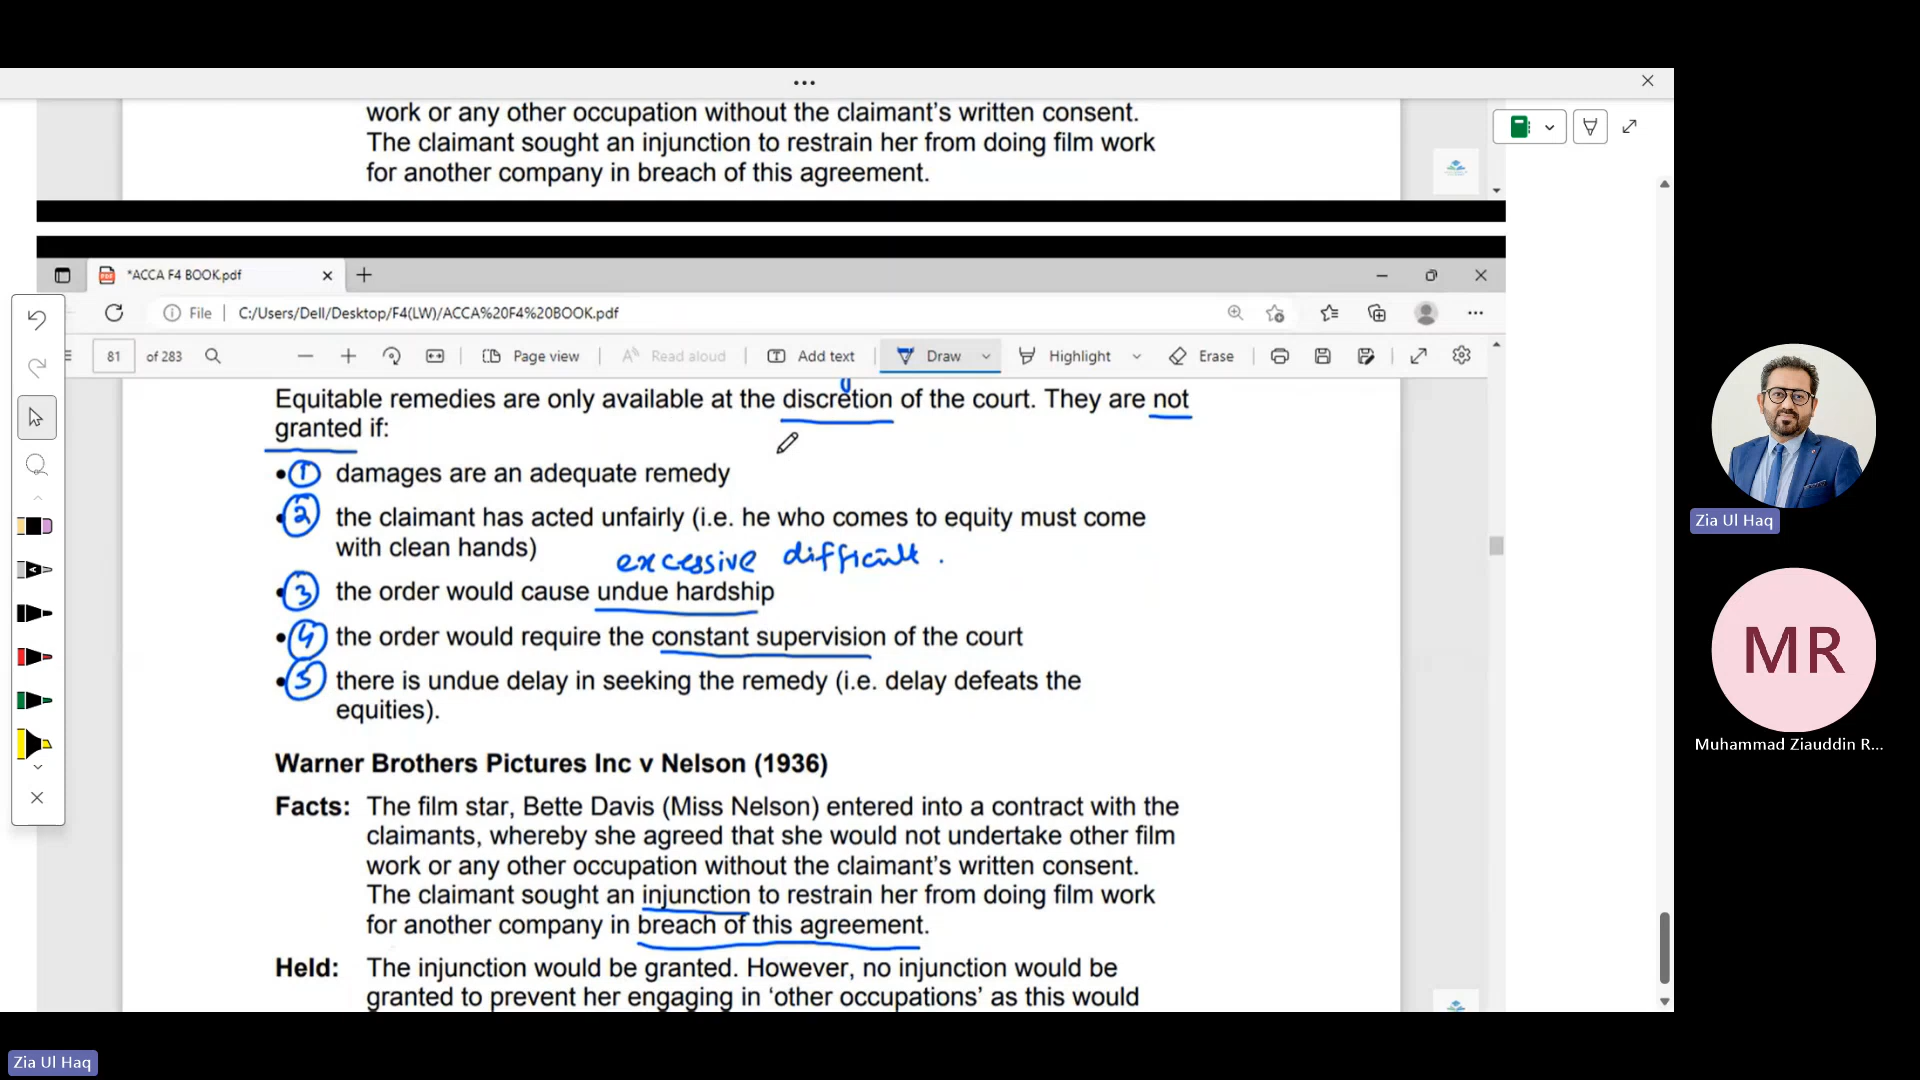 work or any other occupation without the claimant's written consent.
The claimant sought an injunction to restrain her from doing film work
for another company in breach of this agreement.
*ACCA F4 BOOK.pdf
File
C:/Users/Dell/Desktop/F4(LW)/ACCA%20F4%20BOOK.pdf
81 of 283
Page view
Read aloud
Add text
Draw
Highlight
Erase
Equitable remedies are only available at the discretion of the court. They are not
granted if:
• 1 damages are an adequate remedy
• 2 the claimant has acted unfairly (i.e. he who comes to equity must come
with clean hands)
excessive difficult .
• 3 the order would cause undue hardship
• 4 the order would require the constant supervision of the court
• 5 there is undue delay in seeking the remedy (i.e. delay defeats the
equities).
Warner Brothers Pictures Inc v Nelson (1936)
Facts: The film star, Bette Davis (Miss Nelson) entered into a contract with the
claimants, whereby she agreed that she would not undertake other film
work or any other occupation without the claimant's written consent.
The claimant sought an injunction to restrain her from doing film work
for another company in breach of this agreement.
Held: The injunction would be granted. However, no injunction would be
granted to prevent her engaging in 'other occupations' as this would
Zia Ul Haq
MR
Muhammad Ziauddin R...
Zia Ul Haq